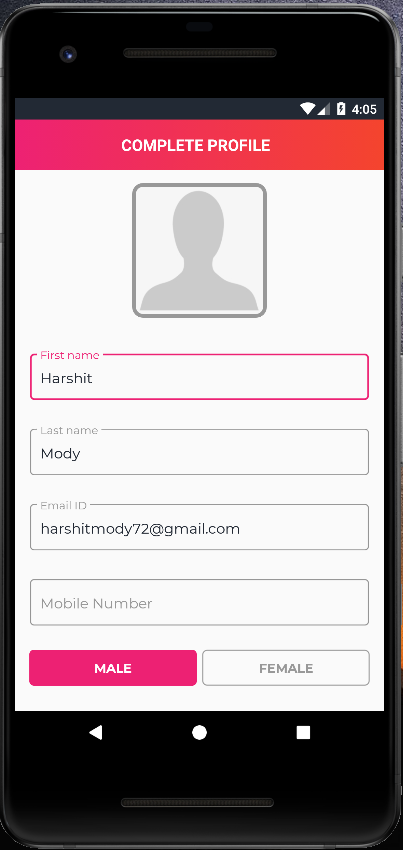 4:05
COMPLETE PROFILE
First name
Harshit
Last name
Mody
Email ID
harshitmody72@gmail.com
Mobile Number
MALE FEMALE